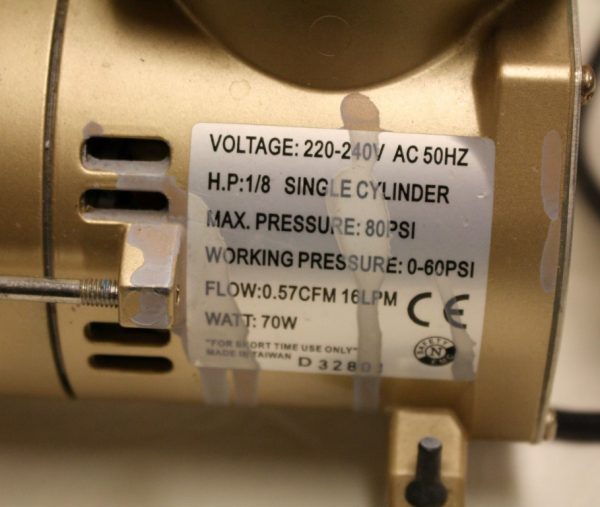 VOLTAGE: 220-240V AC 50HZ
H.P:1/8 SINGLE CYLINDER
MAX. PRESSURE: 80PSI
WORKING PRESSURE: 0-60PSI
FLOW:0.57CFM 16LPM
CE
WATT: 70W
"FOR SHORT TIME USE ONLY"
MADE IN TAIWAN
SAFETY
N